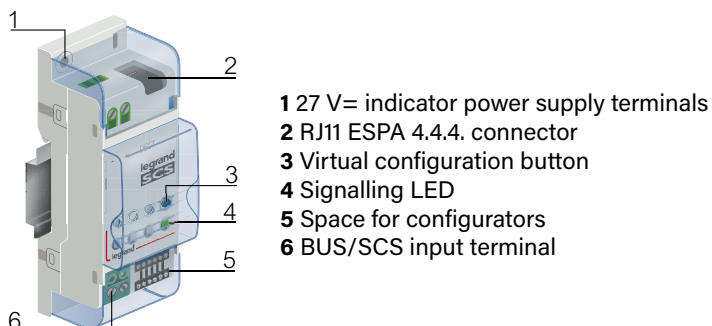 1
2
3
4
5
6
legrand
SCS
legrand
1 27 V= indicator power supply terminals
2 RJ11 ESPA 4.4.4. connector
3 Virtual configuration button
4 Signalling LED
5 Space for configurators
6 BUS/SCS input terminal